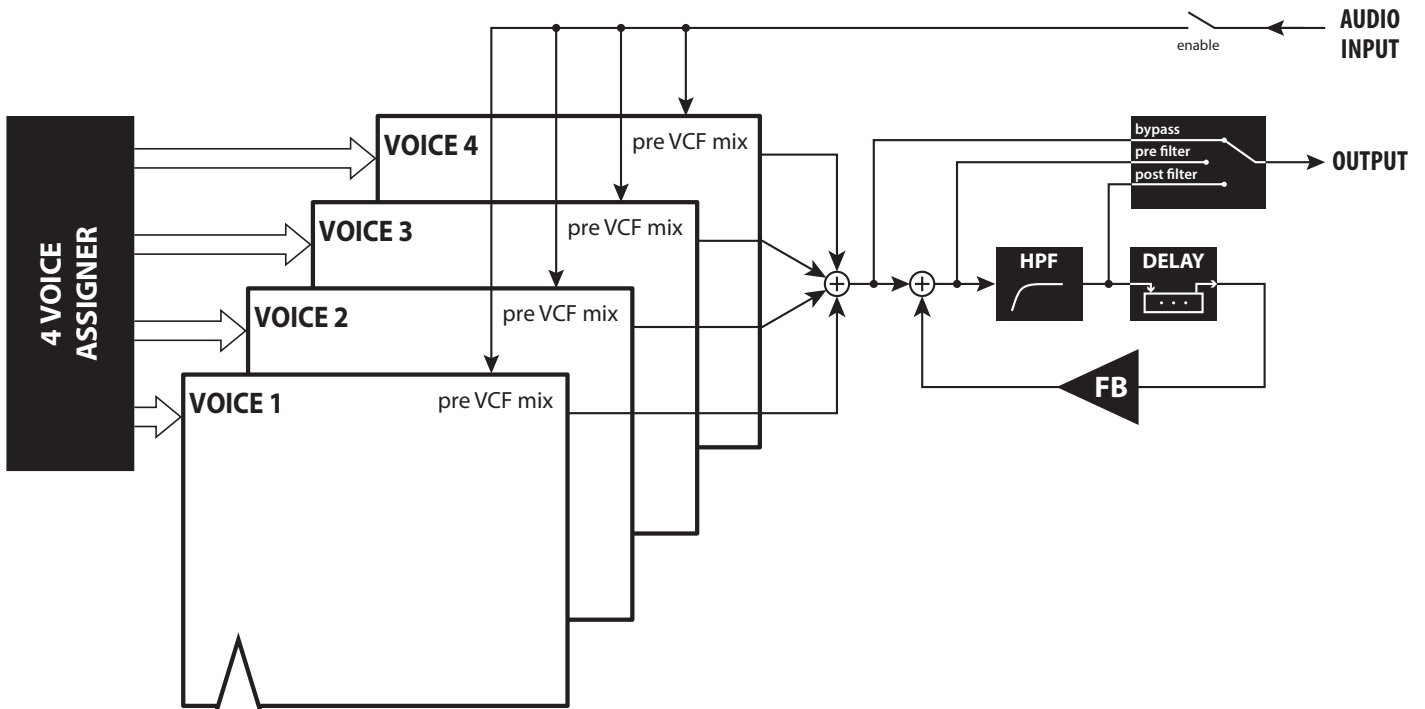 AUDIO
INPUT
enable
4 VOICE
ASSIGNER
VOICE 4
pre VCF mix
VOICE 3
pre VCF mix
VOICE 2
pre VCF mix
VOICE 1
pre VCF mix
bypass
pre filter
post filter
OUTPUT
HPF
DELAY
FB